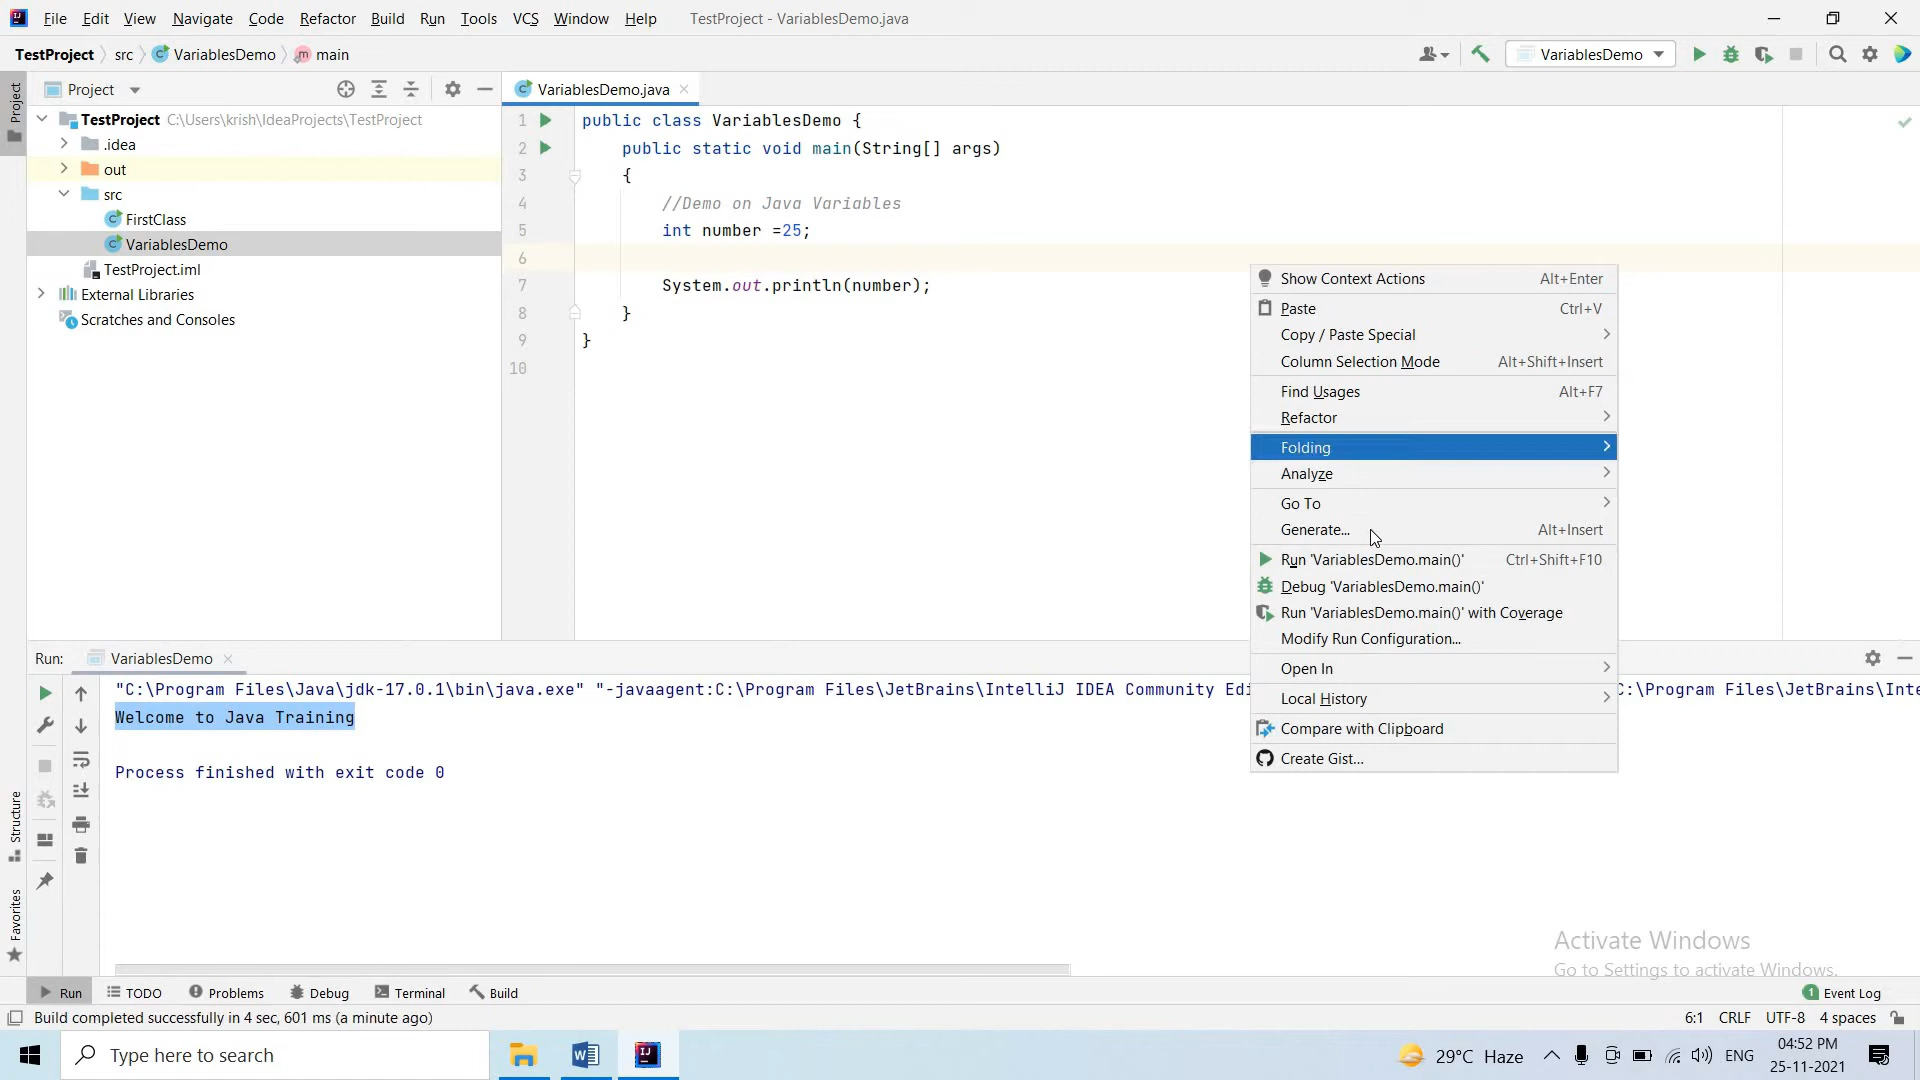 File Edit View Navigate Code Refactor Build Run Tools VCS Window Help TestProject - VariablesDemo.java
TestProject src VariablesDemo main VariablesDemo
Project
Project
VariablesDemo.java
TestProject C:\Users\krish\IdeaProjects\TestProject
.idea
out
src
FirstClass
VariablesDemo
TestProject.iml
External Libraries
Scratches and Consoles
1 public class VariablesDemo {
2 public static void main(String[] args)
3 {
4 //Demo on Java Variables
5 int number =25;
6
7 System.out.println(number);
8 }
9 }
10
Show Context Actions Alt+Enter
Paste Ctrl+V
Copy / Paste Special
Column Selection Mode Alt+Shift+Insert
Find Usages Alt+F7
Refactor
Folding
Analyze
Go To
Generate... Alt+Insert
Run 'VariablesDemo.main()' Ctrl+Shift+F10
Debug 'VariablesDemo.main()'
Run 'VariablesDemo.main()' with Coverage
Modify Run Configuration...
Open In
Local History
Compare with Clipboard
Create Gist...
Run: VariablesDemo
"C:\Program Files\Java\jdk-17.0.1\bin\java.exe" "-javaagent:C:\Program Files\JetBrains\IntelliJ IDEA Community Edi :\Program Files\JetBrains\Inte
Welcome to Java Training
Process finished with exit code 0
Structure
Favorites
Activate Windows
Go to Settings to activate Windows.
Run TODO Problems Debug Terminal Build 1 Event Log
Build completed successfully in 4 sec, 601 ms (a minute ago) 6:1 CRLF UTF-8 4 spaces
Type here to search 29°C Haze ENG 04:52 PM
25-11-2021